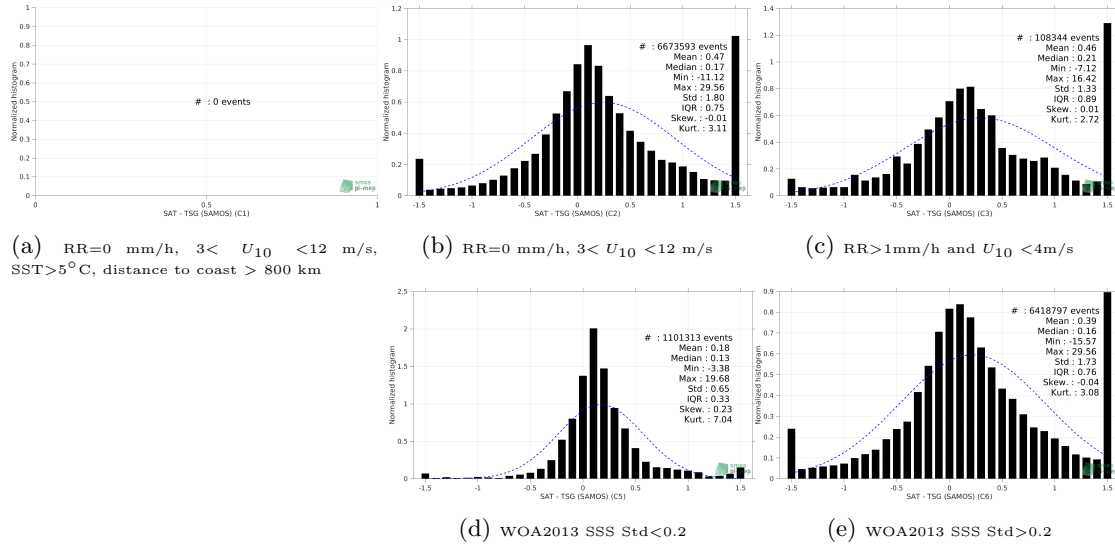 1
0.9
0.8
0.7
0.6
0.5
0.4
0.3
0.2
0.1
0
Normalized histogram
# : 0 events
0
0.5
1
SAT - TSG (SAMOS) (C1)
smos
pi-mep
(a) RR=0 mm/h, 3< U10 <12 m/s,
SST>5°C, distance to coast > 800 km
1.2
1
0.8
0.6
0.4
0.2
0
Normalized histogram
# : 6673593 events
Mean : 0.47
Median : 0.17
Min : -11.12
Max : 29.56
Std : 1.80
IQR : 0.75
Skew. : -0.01
Kurt. : 3.11
-1.5
-1
-0.5
0
0.5
1
1.5
SAT - TSG (SAMOS) (C2)
(b) RR=0 mm/h, 3< U10 <12 m/s
1.4
1.2
1
0.8
0.6
0.4
0.2
0
Normalized histogram
# : 108344 events
Mean : 0.46
Median : 0.21
Min : -7.12
Max : 16.42
Std : 1.33
IQR : 0.89
Skew. : 0.01
Kurt. : 2.72
-1.5
-1
-0.5
0
0.5
1
1.5
SAT - TSG (SAMOS) (C3)
(c) RR>1mm/h and U10 <4m/s
2.5
2
1.5
1
0.5
0
Normalized histogram
# : 1101313 events
Mean : 0.18
Median : 0.13
Min : -3.38
Max : 19.68
Std : 0.65
IQR : 0.33
Skew. : 0.23
Kurt. : 7.04
-1.5
-1
-0.5
0
0.5
1
1.5
SAT - TSG (SAMOS) (C5)
(d) WOA2013 SSS Std<0.2
0.9
0.8
0.7
0.6
0.5
0.4
0.3
0.2
0.1
0
Normalized histogram
# : 6418797 events
Mean : 0.39
Median : 0.16
Min : -15.57
Max : 29.56
Std : 1.73
IQR : 0.76
Skew. : -0.04
Kurt. : 3.08
-1.5
-1
-0.5
0
0.5
1
1.5
SAT - TSG (SAMOS) (C6)
(e) WOA2013 SSS Std>0.2